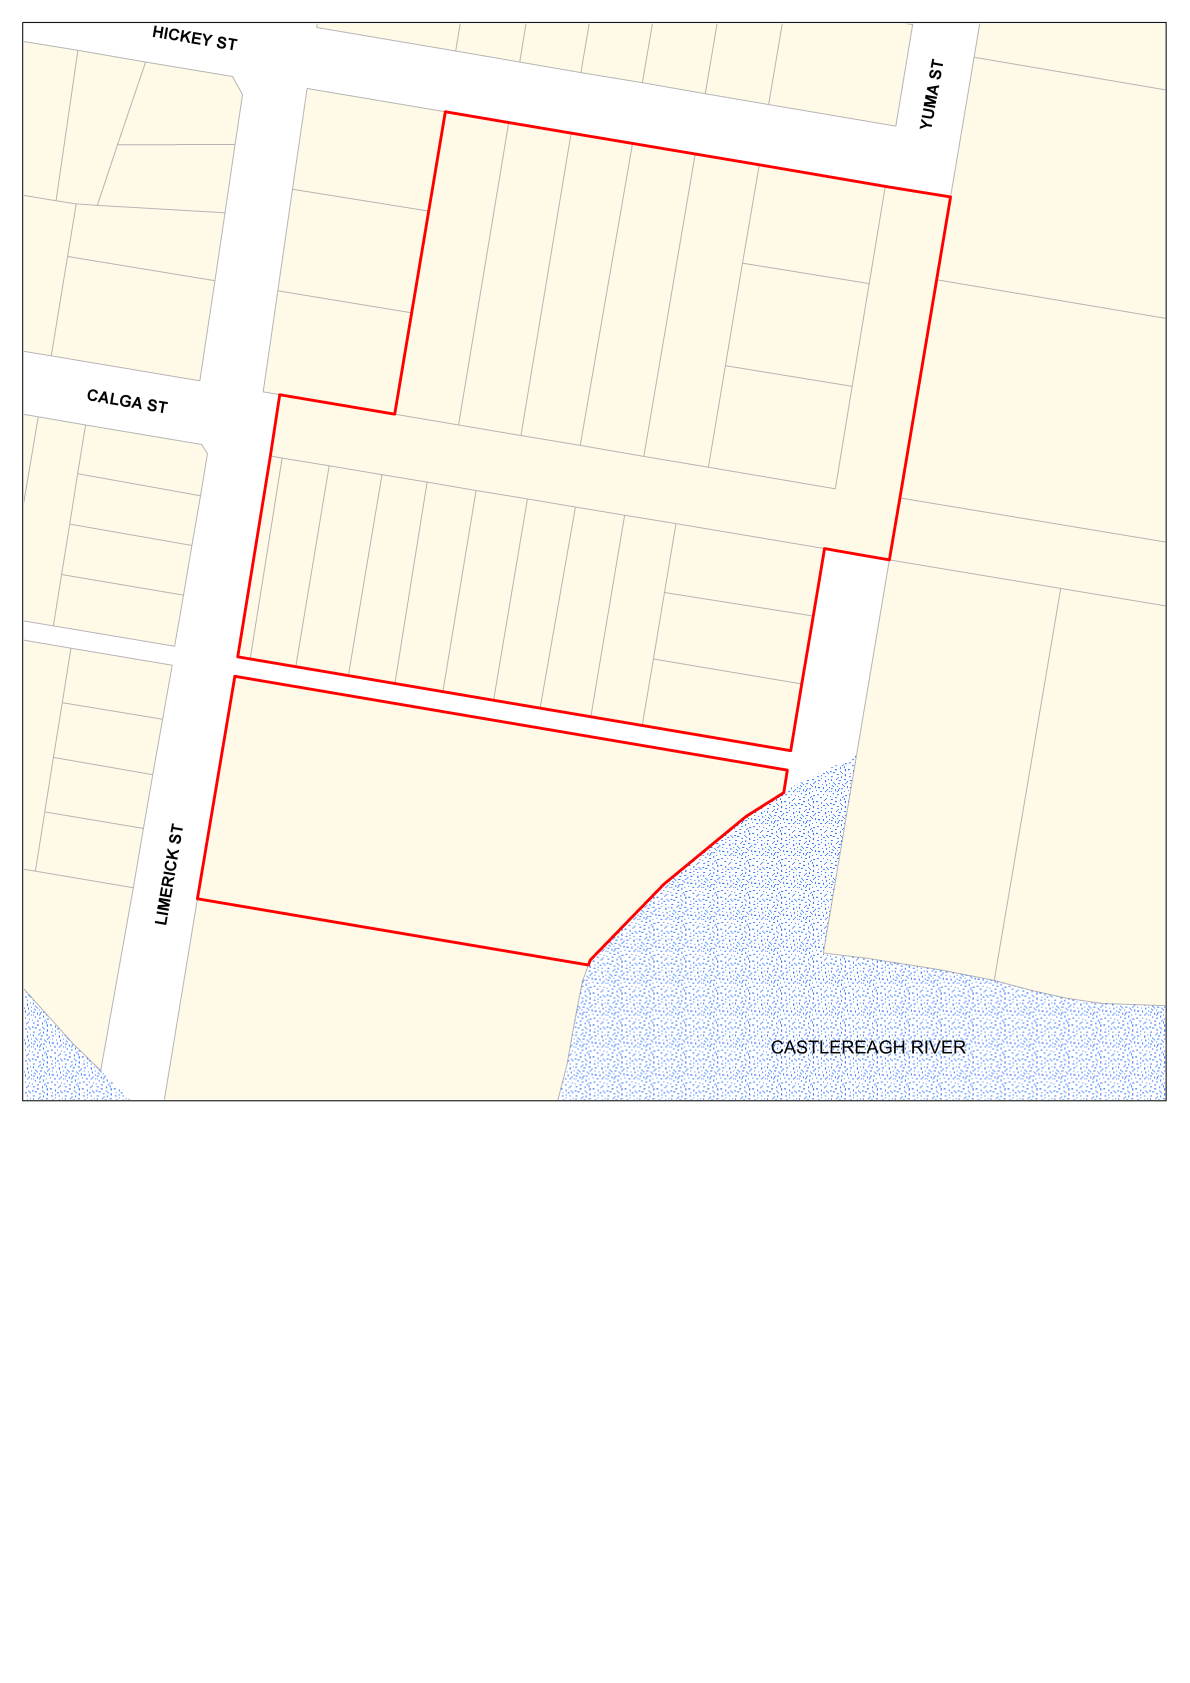 HICKEY ST
YUMA ST
CALGA ST
LIMERICK ST
CASTLEREAGH RIVER